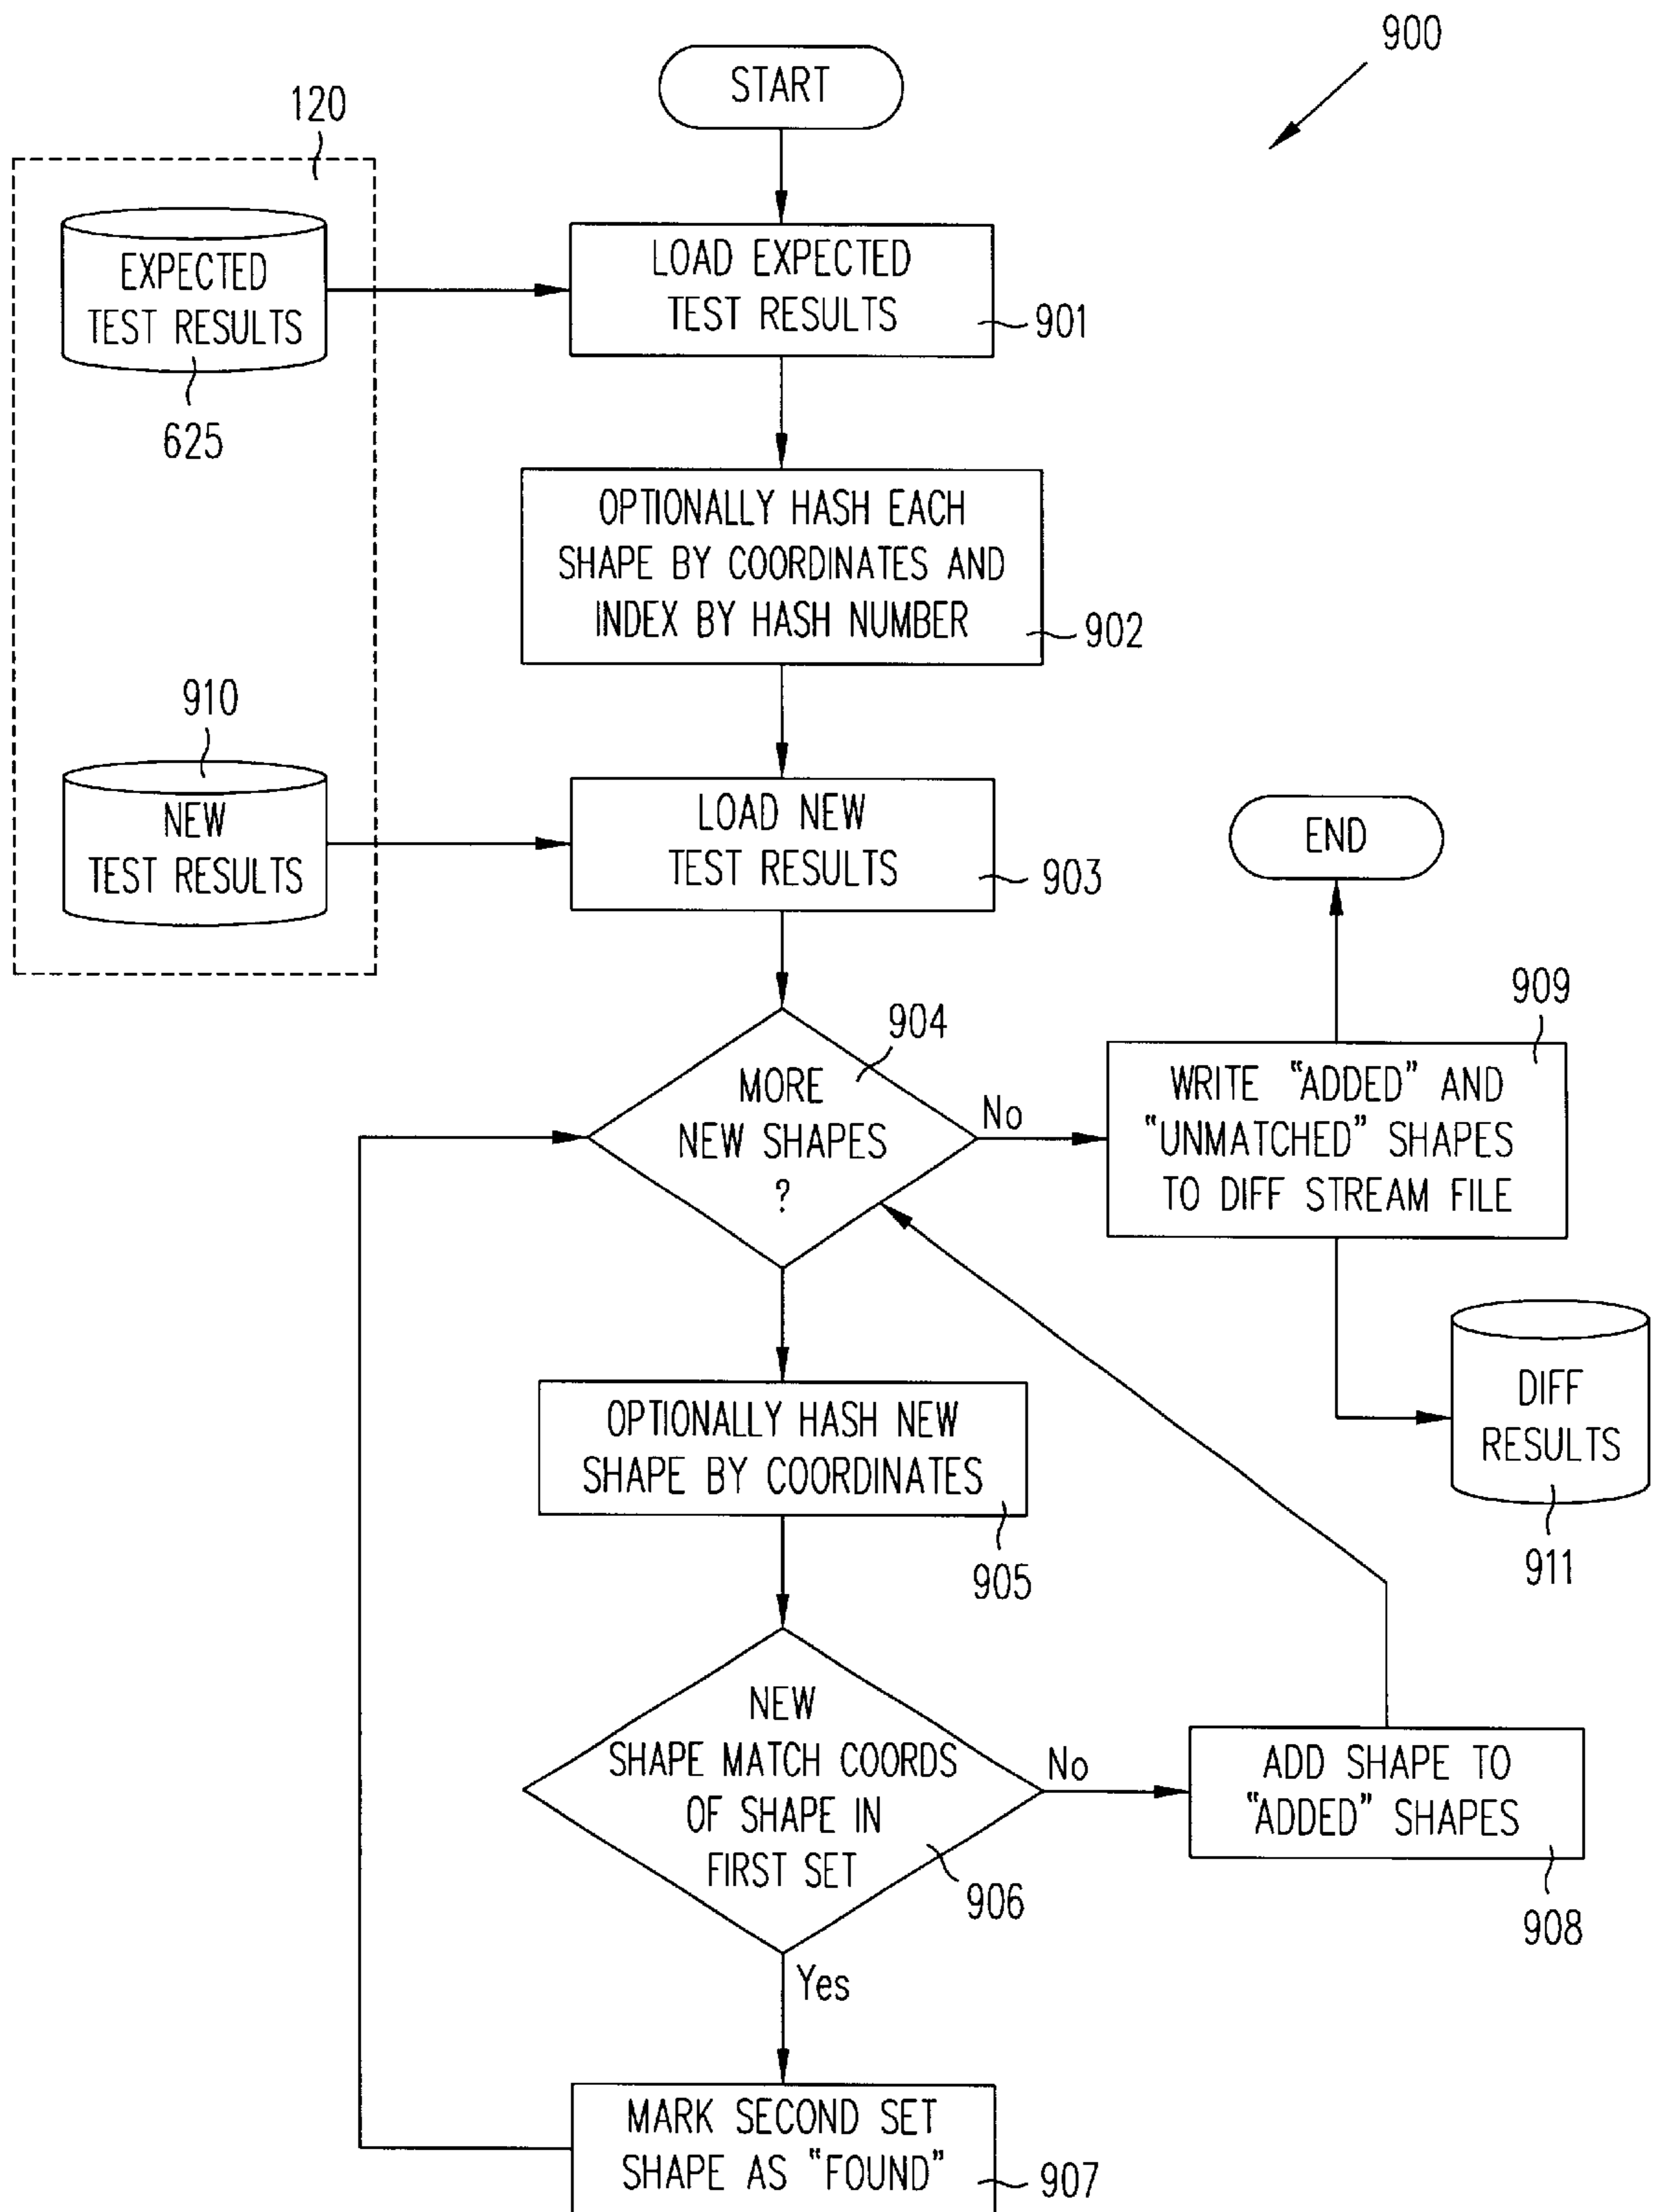 900
START
120
EXPECTED
TEST RESULTS
625
LOAD EXPECTED
TEST RESULTS
901
OPTIONALLY HASH EACH
SHAPE BY COORDINATES AND
INDEX BY HASH NUMBER
902
910
NEW
TEST RESULTS
LOAD NEW
TEST RESULTS
903
END
904
MORE
NEW SHAPES
?
No
909
WRITE "ADDED" AND
"UNMATCHED" SHAPES
TO DIFF STREAM FILE
DIFF
RESULTS
911
OPTIONALLY HASH NEW
SHAPE BY COORDINATES
905
NEW
SHAPE MATCH COORDS
OF SHAPE IN
FIRST SET
906
No
ADD SHAPE TO
"ADDED" SHAPES
908
Yes
MARK SECOND SET
SHAPE AS "FOUND"
907